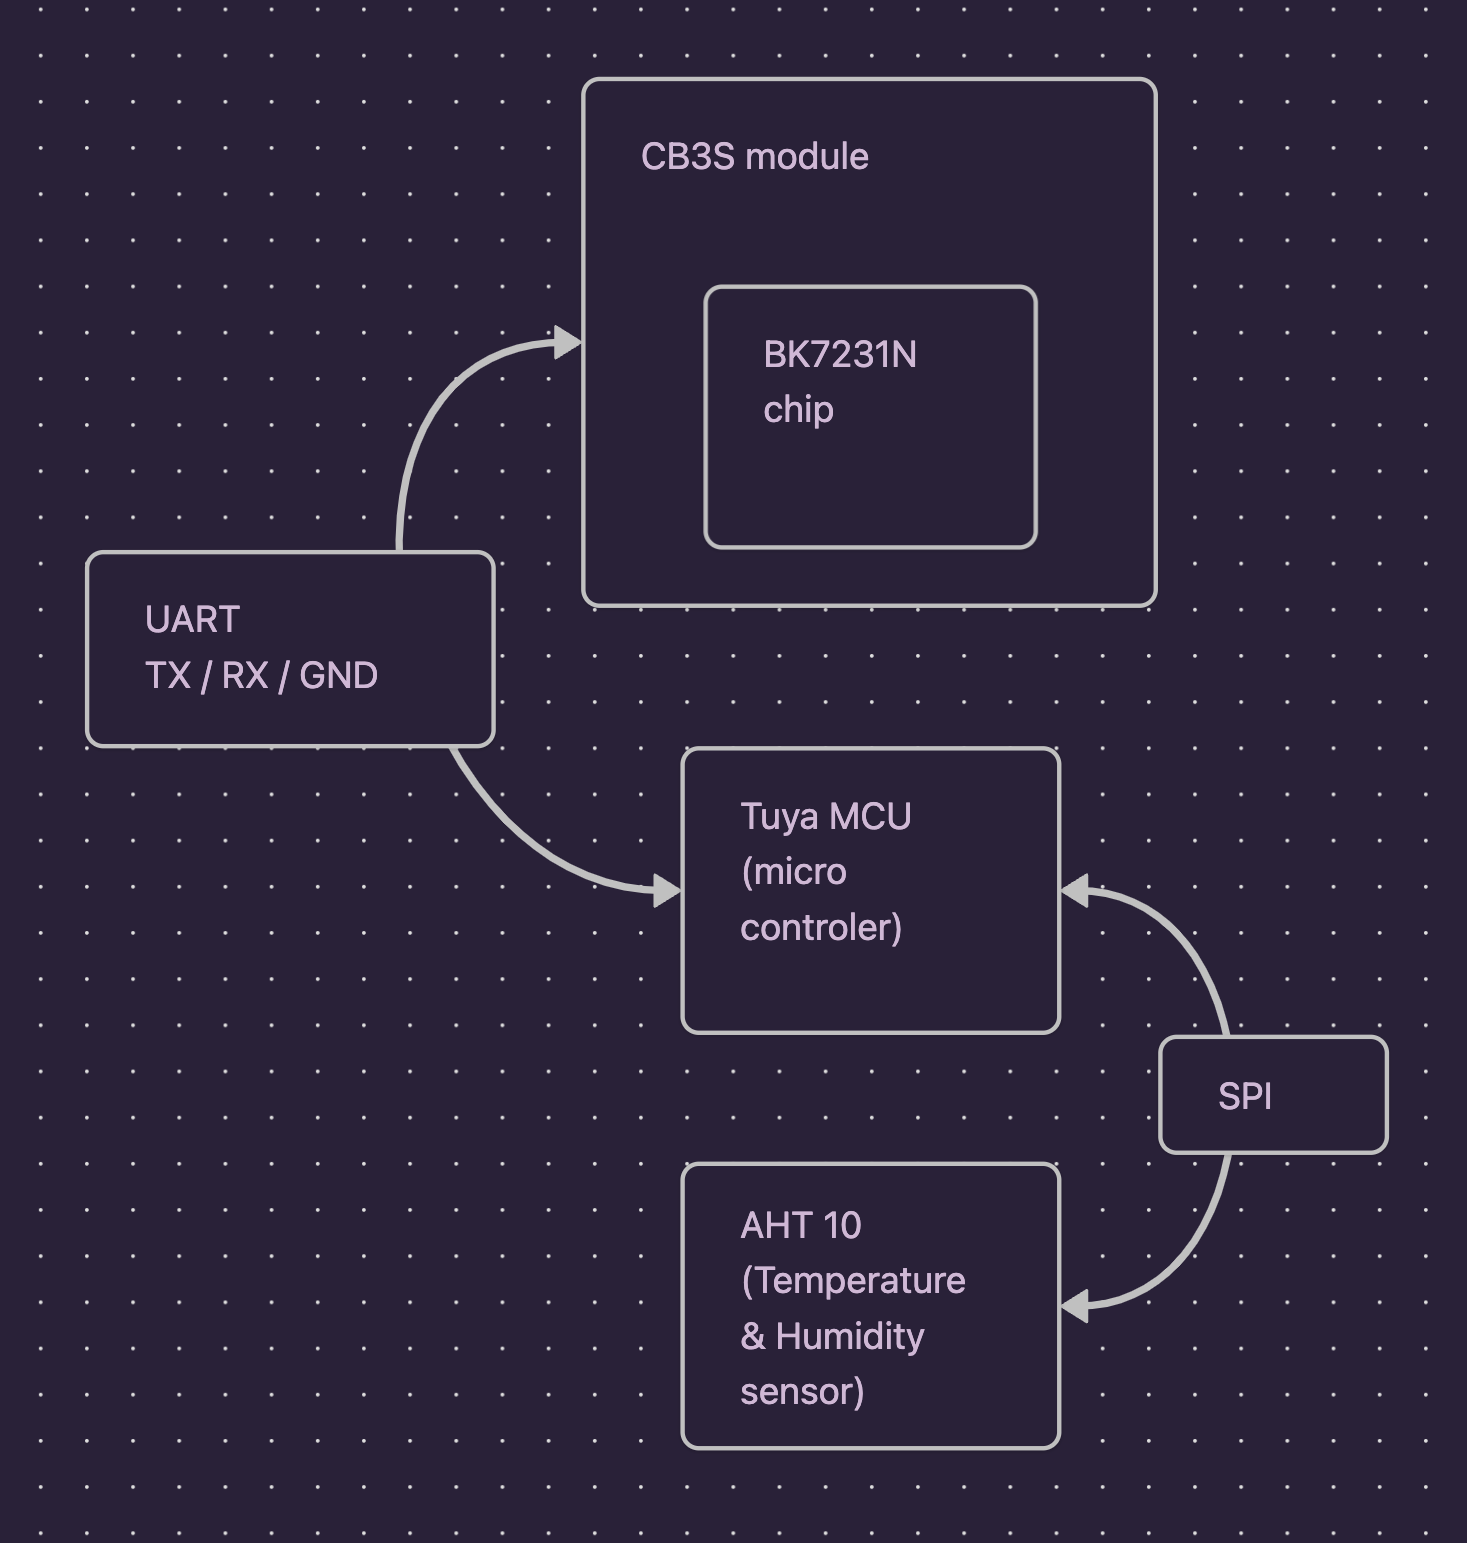 CB3S module
BK7231N
chip
UART
TX / RX / GND
Tuya MCU
(micro
controler)
SPI
AHT 10
(Temperature
& Humidity
sensor)